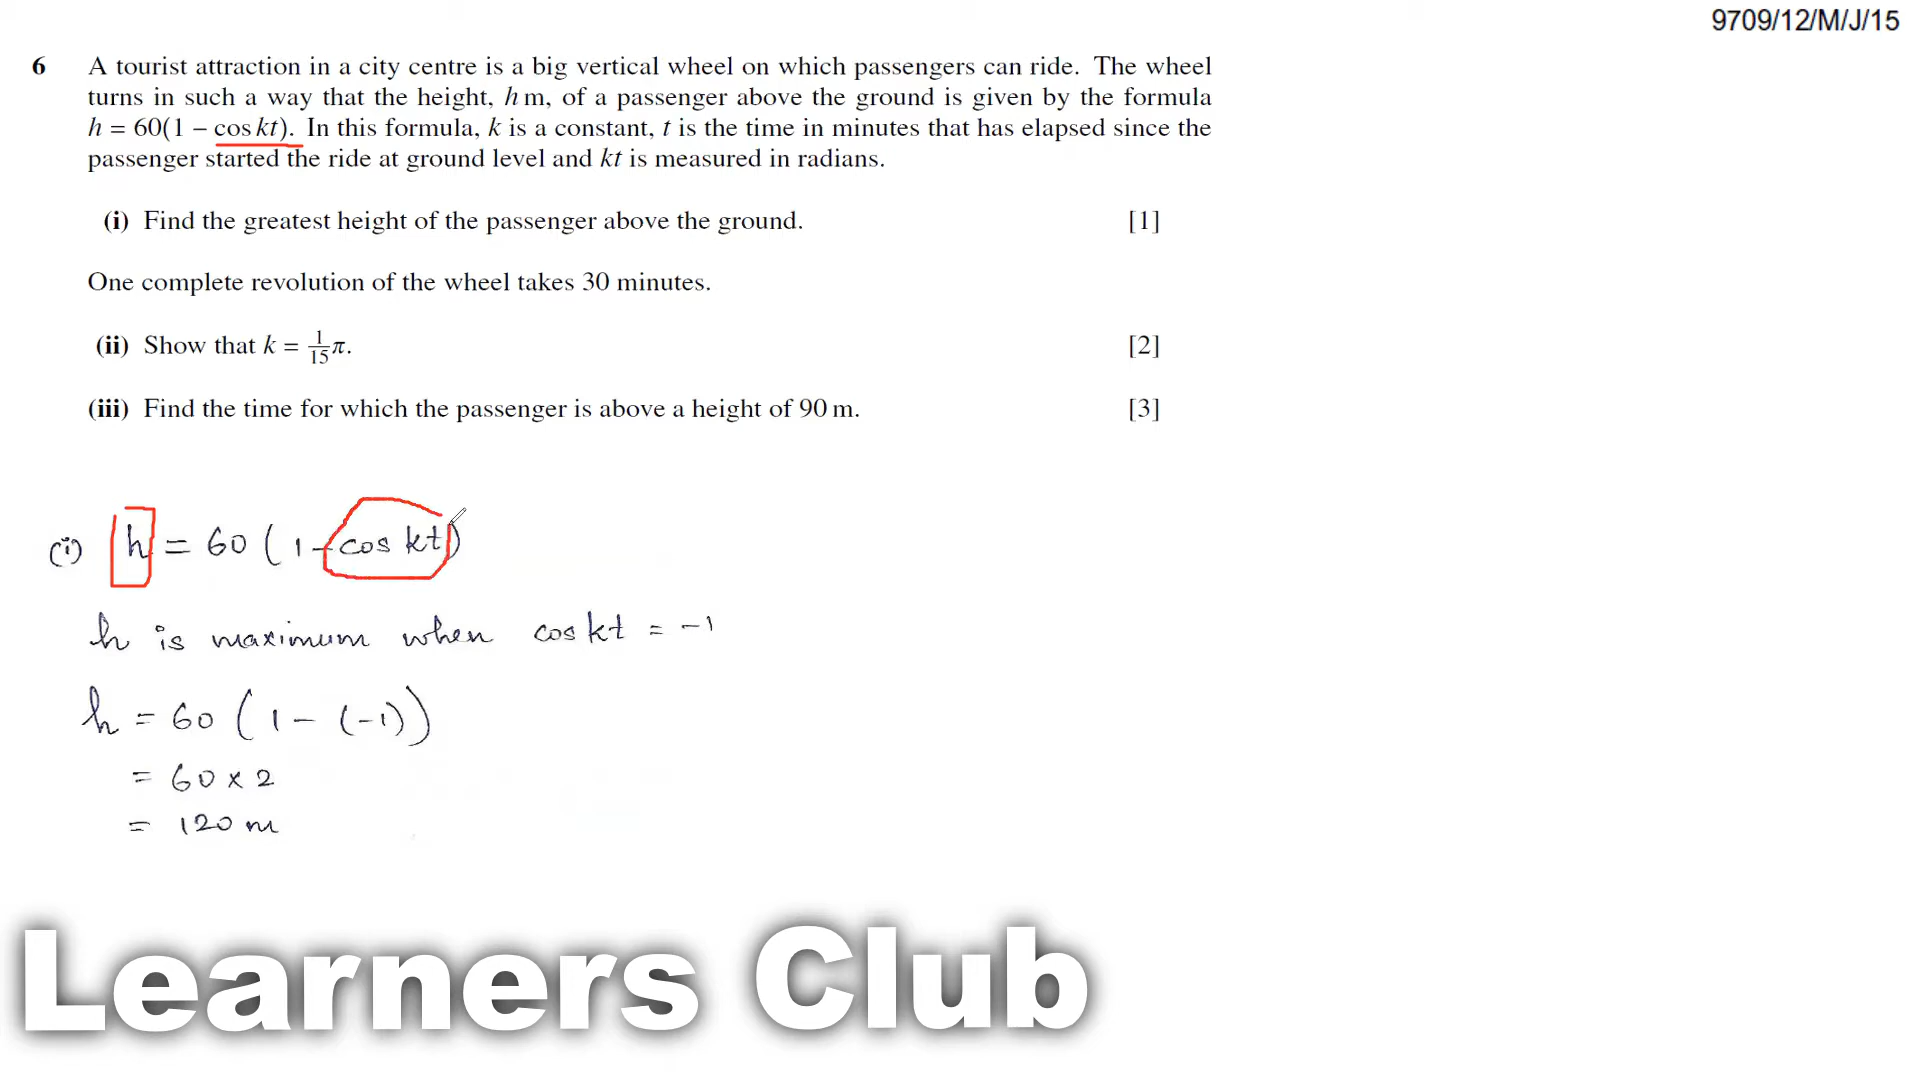 9709/12/M/J/15
6 A tourist attraction in a city centre is a big vertical wheel on which passengers can ride. The wheel
turns in such a way that the height, h m, of a passenger above the ground is given by the formula
h = 60(1 − cos kt). In this formula, k is a constant, t is the time in minutes that has elapsed since the
passenger started the ride at ground level and kt is measured in radians.
(i) Find the greatest height of the passenger above the ground. [1]
One complete revolution of the wheel takes 30 minutes.
(ii) Show that k = 1/15 π. [2]
(iii) Find the time for which the passenger is above a height of 90 m. [3]
(i) h = 60 ( 1 − cos kt)
h is maximum when cos kt = −1
h = 60 ( 1 − (−1))
= 60 × 2
= 120 m
Learners Club